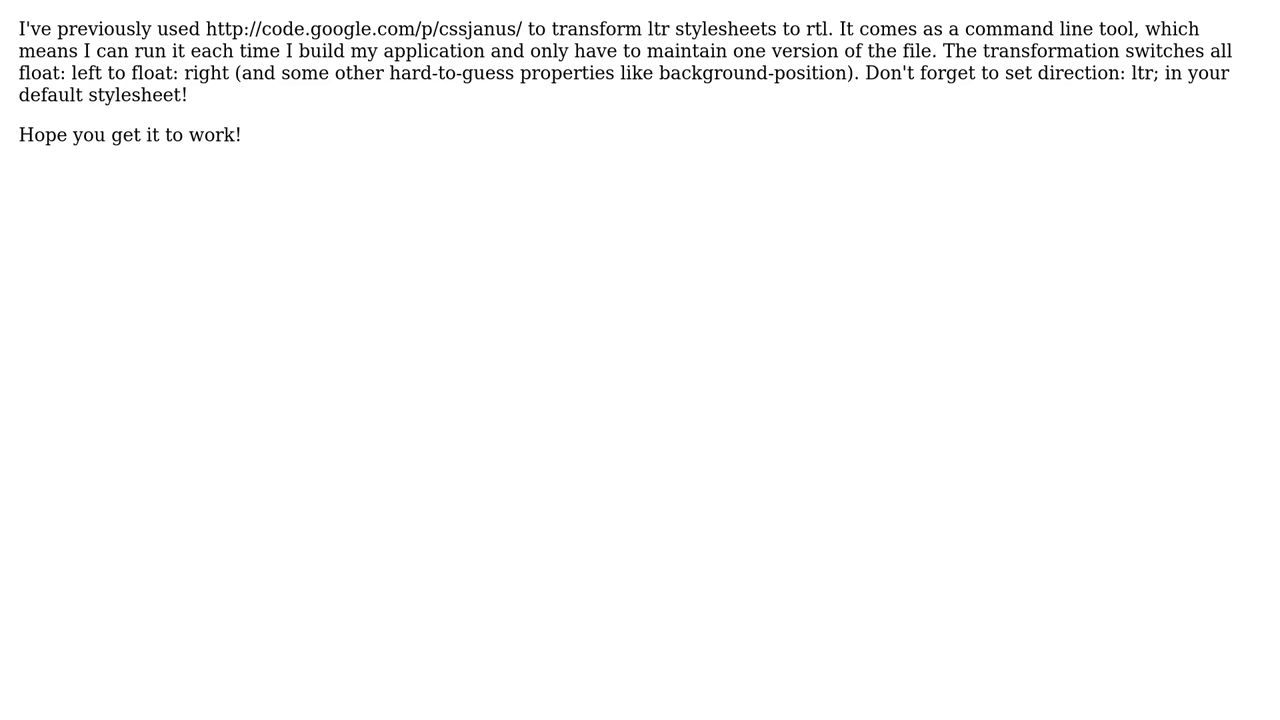 I've previously used http://code.google.com/p/cssjanus/ to transform ltr stylesheets to rtl. It comes as a command line tool, which
means I can run it each time I build my application and only have to maintain one version of the file. The transformation switches all
float: left to float: right (and some other hard-to-guess properties like background-position). Don't forget to set direction: ltr; in your
default stylesheet!
Hope you get it to work!